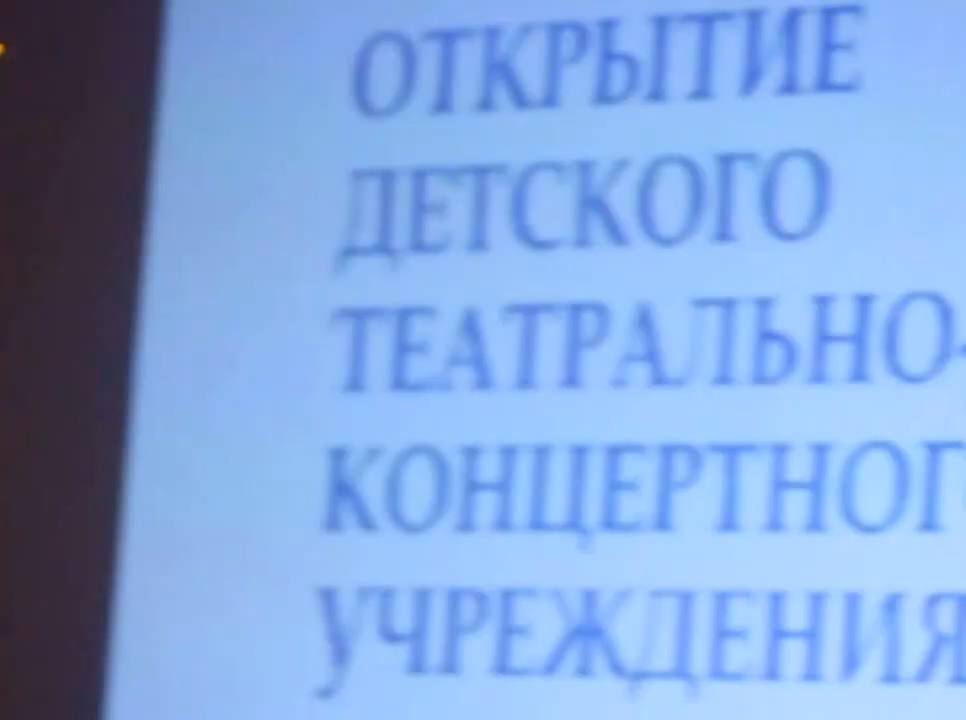 ОТКРЫТИЕ
ДЕТСКОГО
ТЕАТРАЛЬНО-
КОНЦЕРТНОГ
УЧРЕЖДЕНИЯ